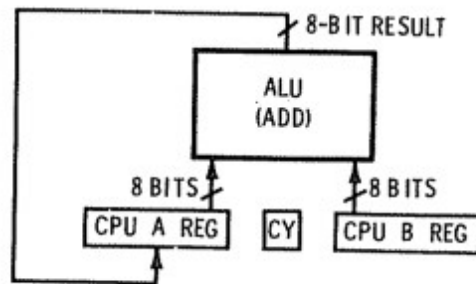 8-BIT RESULT
ALU
(ADD)
8 BITS
8 BITS
CPU A REG
CY
CPU B REG